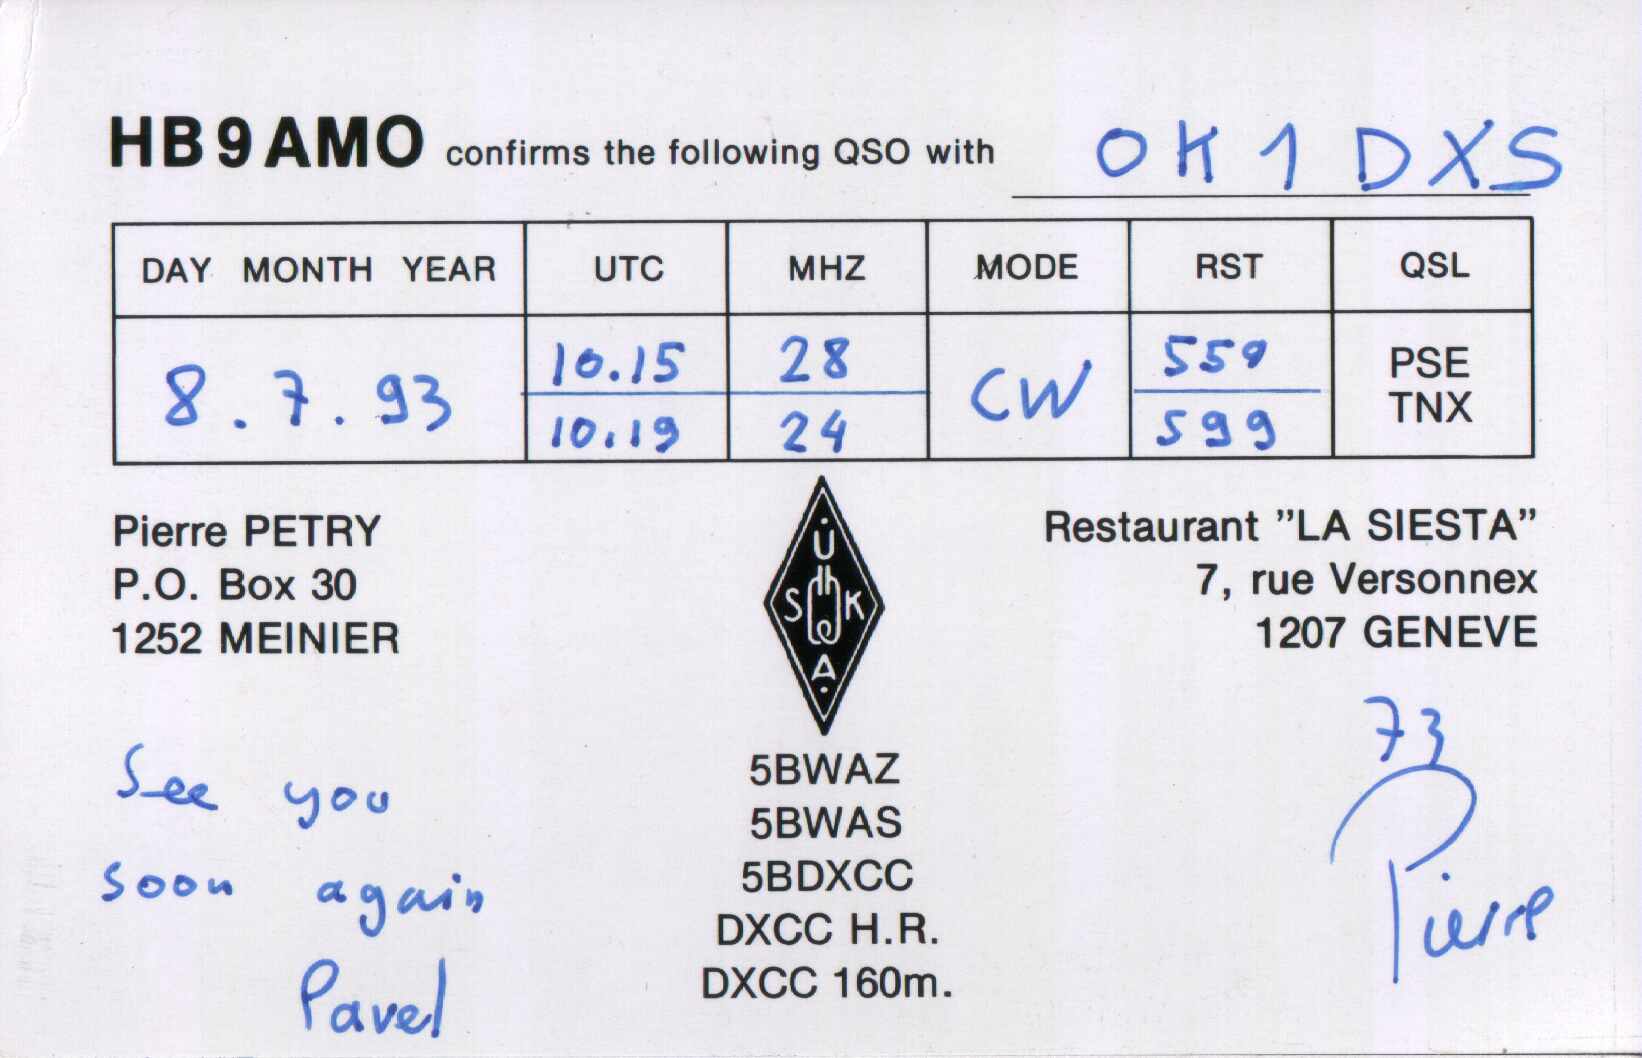 HB9AMO confirms the following QSO with OK1DXS
DAY MONTH YEAR UTC MHZ MODE RST QSL
8.7.93 10.15 28 CW 559 PSE
10.19 24 599 TNX
Pierre PETRY
P.O. Box 30
1252 MEINIER
U
S K
A
Restaurant "LA SIESTA"
7, rue Versonnex
1207 GENEVE
5BWAZ
5BWAS
5BDXCC
DXCC H.R.
DXCC 160m.
See you
soon again
Pavel
73
Pierre